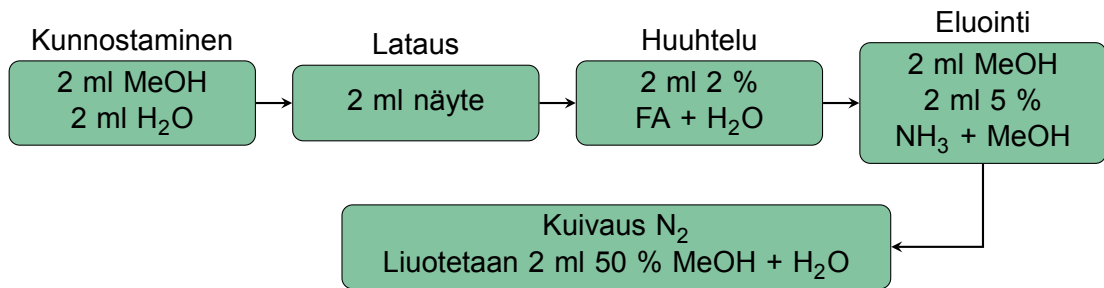 Kunnostaminen
2 ml MeOH
2 ml H₂O
Lataus
2 ml näyte
Huuhtelu
2 ml 2 %
FA + H₂O
Eluointi
2 ml MeOH
2 ml 5 %
NH₃ + MeOH
Kuivaus N₂
Liuotetaan 2 ml 50 % MeOH + H₂O